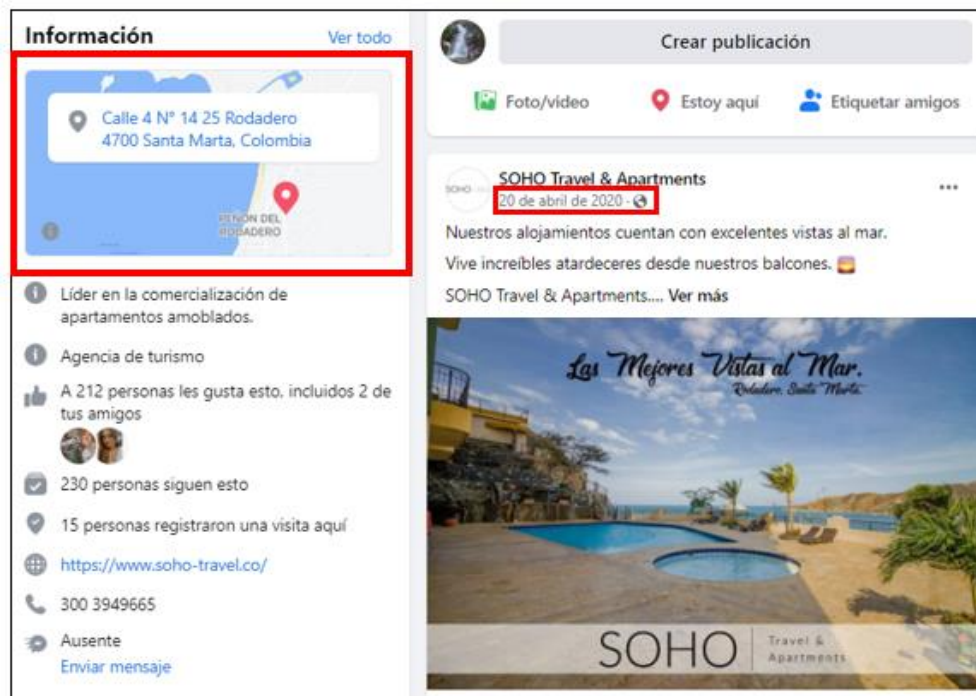 Información
Ver todo
Calle 4 N° 14 25 Rodadero
4700 Santa Marta, Colombia
PEÑON DEL
RODADERO
Líder en la comercialización de
apartamentos amoblados.
Agencia de turismo
A 212 personas les gusta esto, incluidos 2 de
tus amigos
230 personas siguen esto
15 personas registraron una visita aquí
https://www.soho-travel.co/
300 3949665
Ausente
Enviar mensaje
Crear publicación
Foto/video
Estoy aquí
Etiquetar amigos
SOHO
SOHO Travel & Apartments
20 de abril de 2020 ·
Nuestros alojamientos cuentan con excelentes vistas al mar.
Vive increíbles atardeceres desde nuestros balcones.
SOHO Travel & Apartments.... Ver más
Las Mejores Vistas al Mar.
Rodadero, Santa Marta.
SOHO
Travel &
Apartments